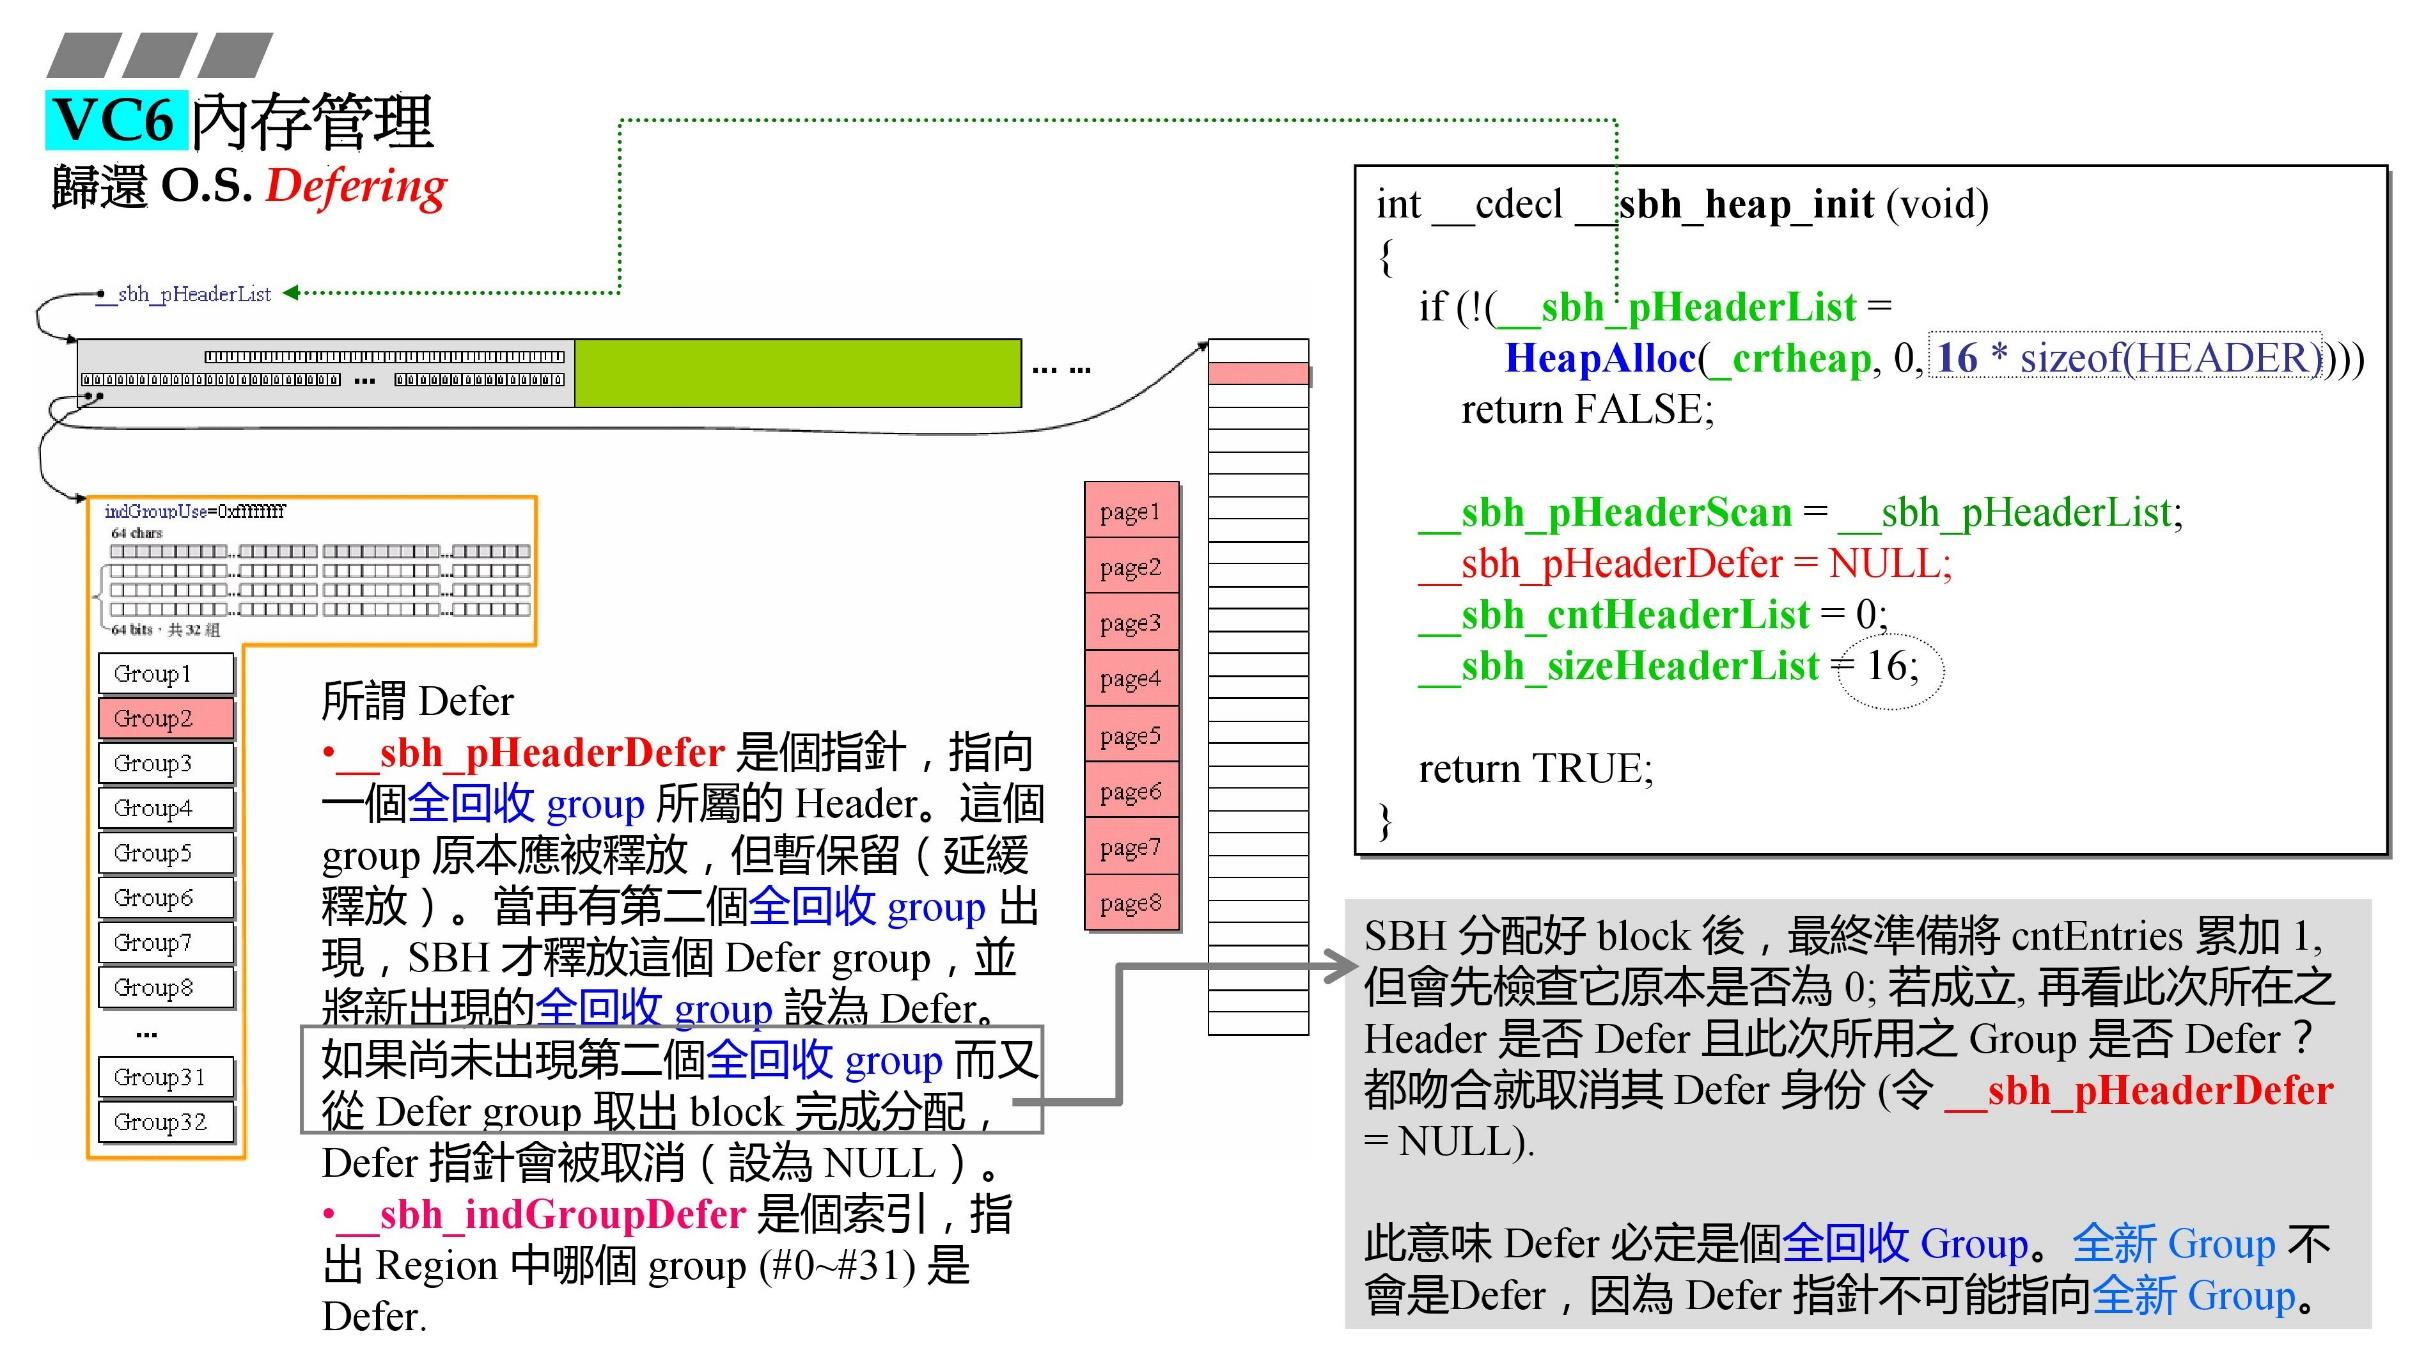 VC6 內存管理
歸還 O.S. Defering
__sbh_pHeaderList
... ...
indGroupUse=0xffffffff
64 chars
64 bits，共 32 組
Group1
Group2
Group3
Group4
Group5
Group6
Group7
Group8
...
Group31
Group32
page1
page2
page3
page4
page5
page6
page7
page8
所謂 Defer
•__sbh_pHeaderDefer 是個指針，指向
一個全回收 group 所屬的 Header。這個
group 原本應被釋放，但暫保留（延緩
釋放）。當再有第二個全回收 group 出
現，SBH 才釋放這個 Defer group，並
將新出現的全回收 group 設為 Defer。
如果尚未出現第二個全回收 group 而又
從 Defer group 取出 block 完成分配，
Defer 指針會被取消（設為 NULL）。
•__sbh_indGroupDefer 是個索引，指
出 Region 中哪個 group (#0~#31) 是
Defer.
int __cdecl __sbh_heap_init (void)
{
if (!(__sbh_pHeaderList =
HeapAlloc(_crtheap, 0, 16 * sizeof(HEADER))))
return FALSE;
__sbh_pHeaderScan = __sbh_pHeaderList;
__sbh_pHeaderDefer = NULL;
__sbh_cntHeaderList = 0;
__sbh_sizeHeaderList = 16;
return TRUE;
}
SBH 分配好 block 後，最終準備將 cntEntries 累加 1,
但會先檢查它原本是否為 0; 若成立, 再看此次所在之
Header 是否 Defer 且此次所用之 Group 是否 Defer？
都吻合就取消其 Defer 身份 (令 __sbh_pHeaderDefer
= NULL).
此意味 Defer 必定是個全回收 Group。全新 Group 不
會是Defer，因為 Defer 指針不可能指向全新 Group。